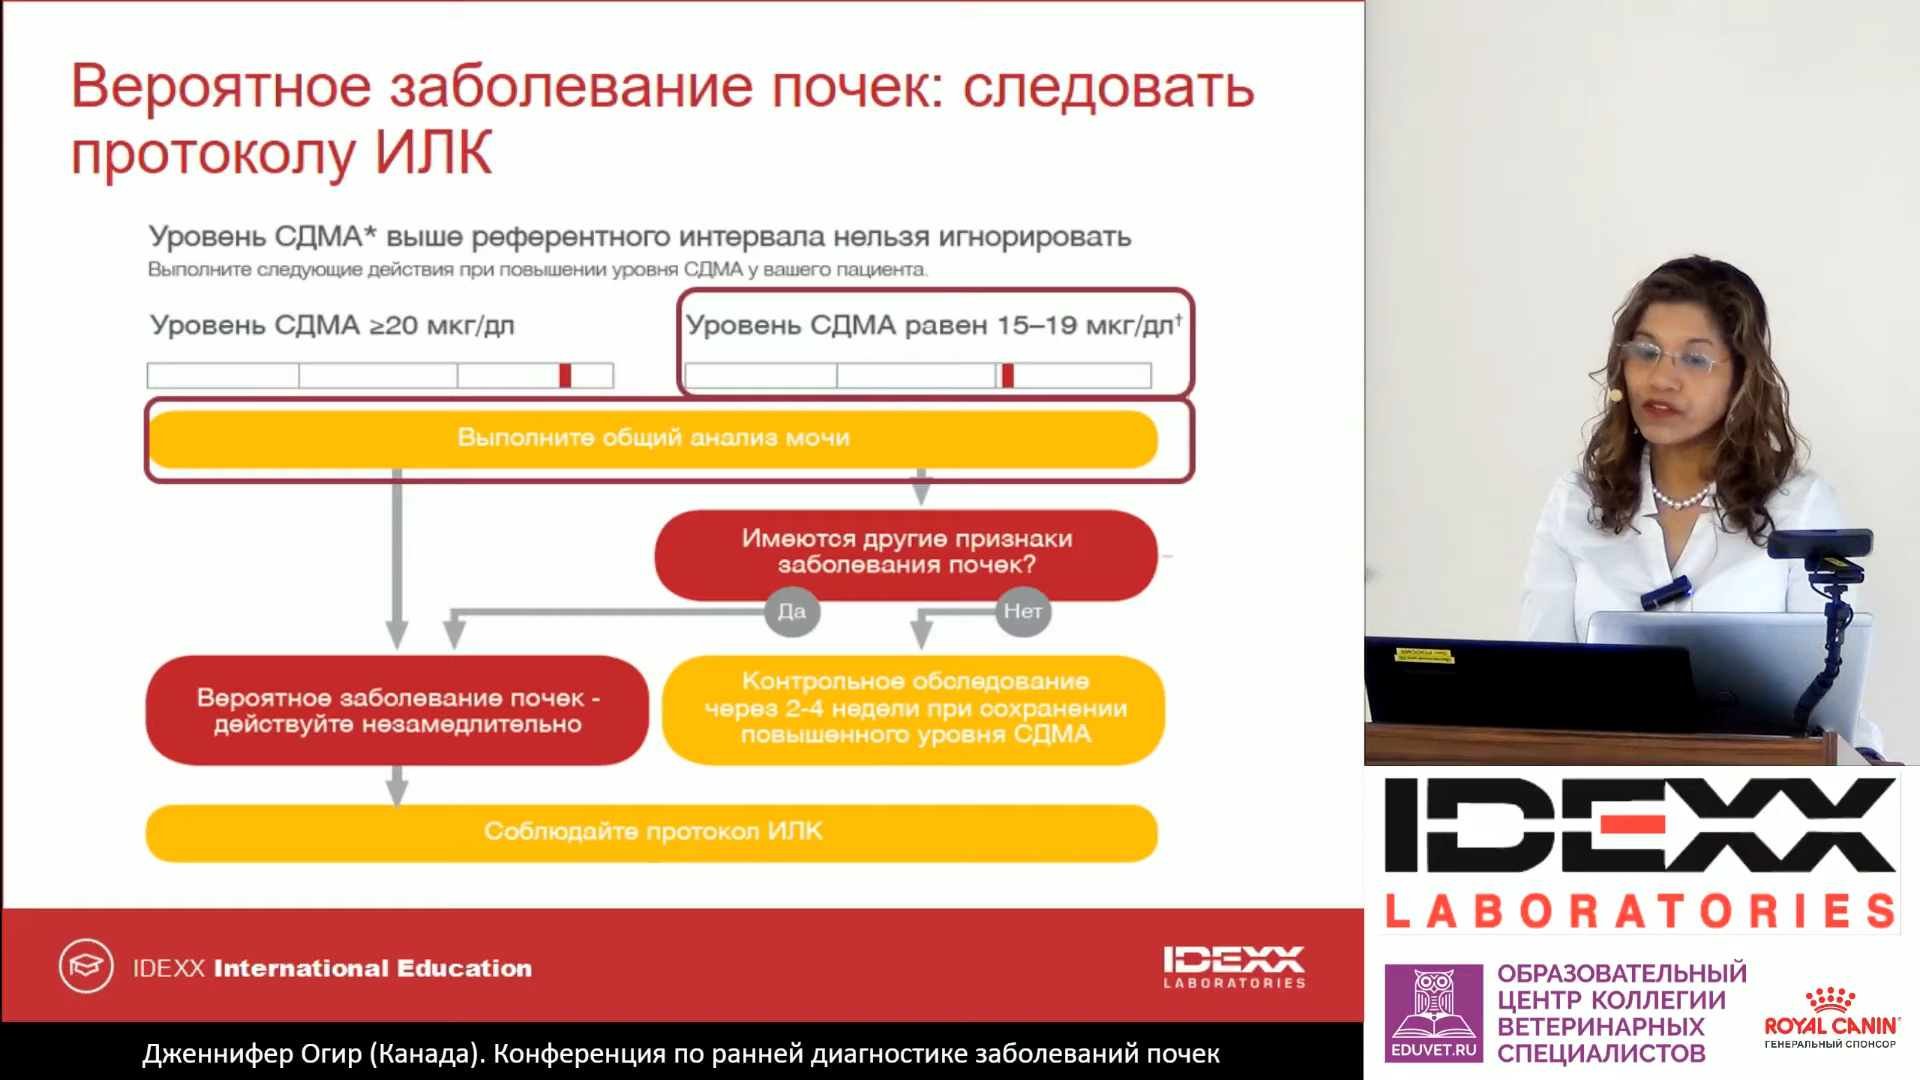 Вероятное заболевание почек: следовать
протоколу ИЛК
Уровень СДМА* выше референтного интервала нельзя игнорировать
Выполните следующие действия при повышении уровня СДМА у вашего пациента.
Уровень СДМА ≥20 мкг/дл
Уровень СДМА равен 15–19 мкг/дл†
Выполните общий анализ мочи
Имеются другие признаки
заболевания почек?
Да
Нет
Вероятное заболевание почек -
действуйте незамедлительно
Контрольное обследование
через 2-4 недели при сохранении
повышенного уровня СДМА
Соблюдайте протокол ИЛК
IDEXX International Education
IDEXX
LABORATORIES
Дженнифер Огир (Канада). Конференция по ранней диагностике заболеваний почек
IDEXX
LABORATORIES
EDUVET.RU
ОБРАЗОВАТЕЛЬНЫЙ
ЦЕНТР КОЛЛЕГИИ
ВЕТЕРИНАРНЫХ
СПЕЦИАЛИСТОВ
ROYAL CANIN
ГЕНЕРАЛЬНЫЙ СПОНСОР